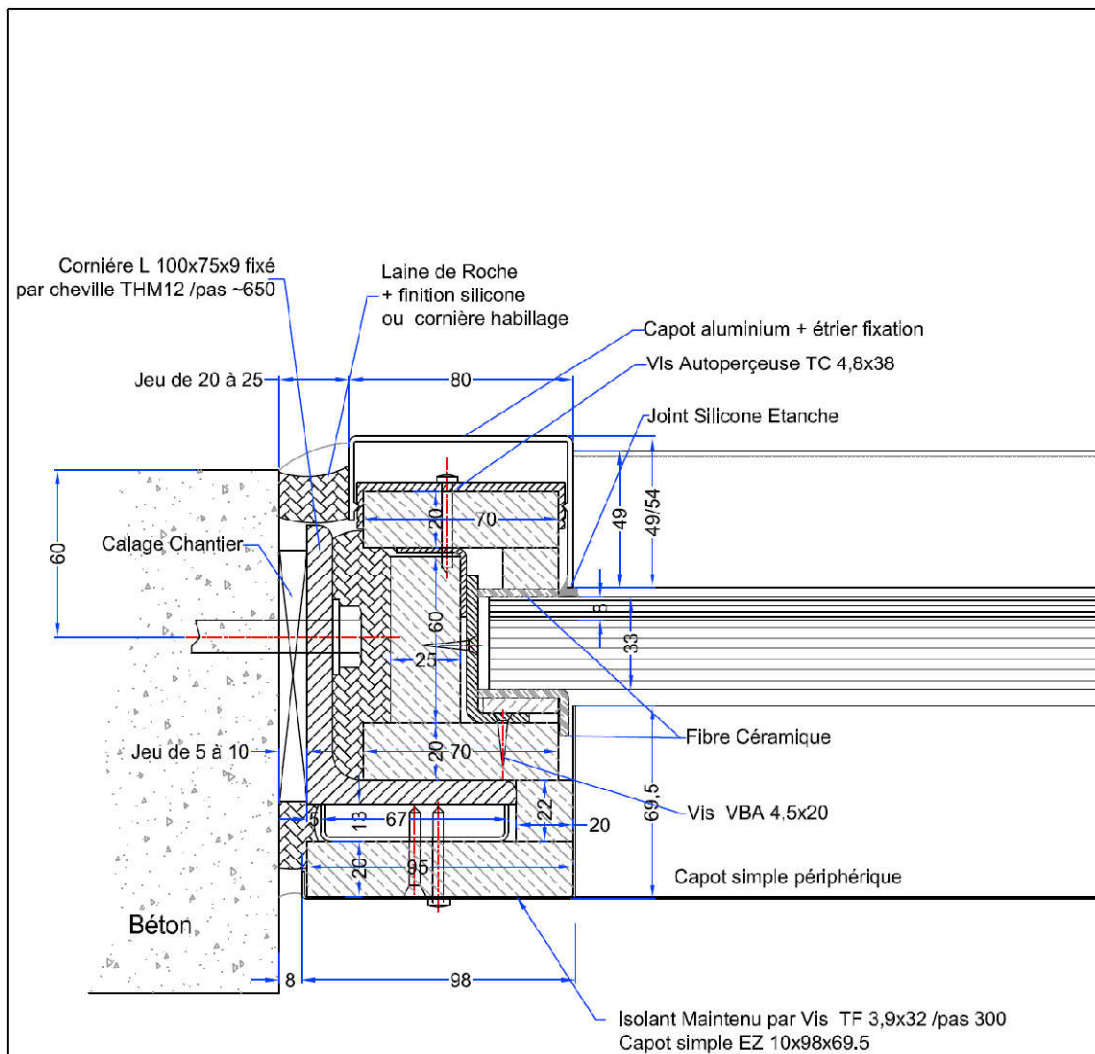 Corniére L 100x75x9 fixé
par cheville THM12 /pas ~650
Laine de Roche
+ finition silicone
ou cornière habillage
Capot aluminium + étrier fixation
VIs Autoperçeuse TC 4,8x38
Jeu de 20 à 25
80
Joint Silicone Etanche
49
49/54
20
70
60
Calage Chantier
8
33
60
25
Jeu de 5 à 10
20
70
Fibre Céramique
69,5
Vis VBA 4.5x20
5
13
67
22
20
20
95
Capot simple périphérique
Béton
8
98
Isolant Maintenu par Vis TF 3,9x32 /pas 300
Capot simple EZ 10x98x69.5